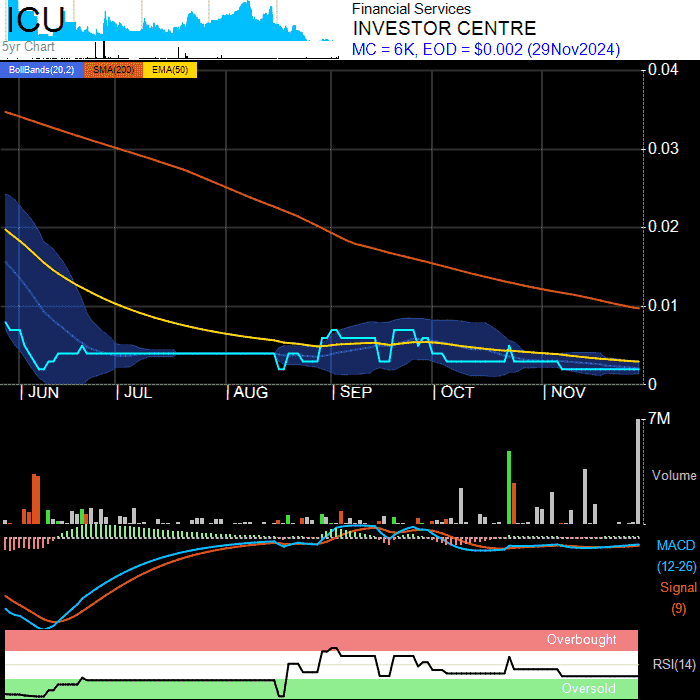 ICU
5yr Chart
Financial Services
INVESTOR CENTRE
MC = 6K, EOD = $0.002 (29Nov2024)
BollBands(20,2) SMA(200) EMA(50)
0.04
0.03
0.02
0.01
0
JUN JUL AUG SEP OCT NOV
7M
Volume
MACD
(12-26)
Signal
(9)
Overbought
RSI(14)
Oversold